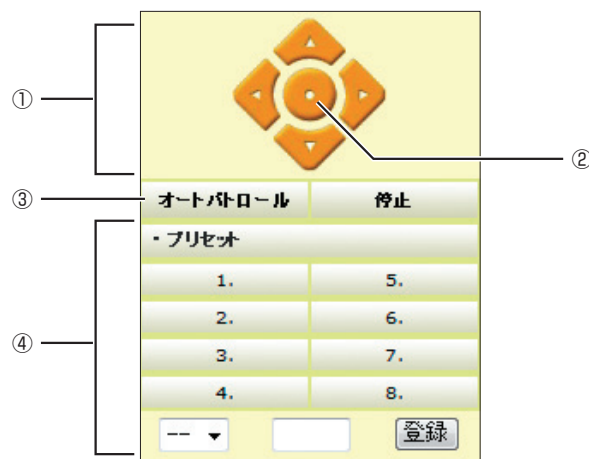 ①
②
③
オートパトロール 停止
④
・プリセット
1. 5.
2. 6.
3. 7.
4. 8.
-- 登録